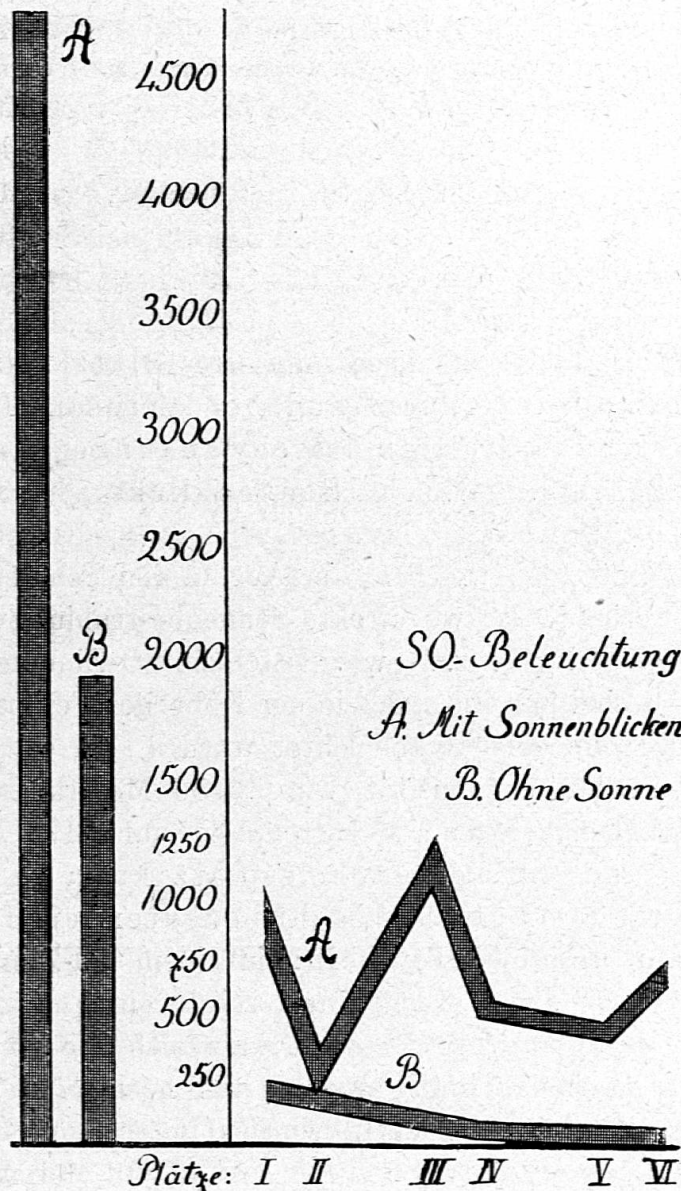 A
4500
4000
3500
3000
2500
B
2000
SO-Beleuchtung
A. Mit Sonnenblicken
B. Ohne Sonne
1500
1250
1000
A
750
500
B
250
Plätze: I II III IV V VI